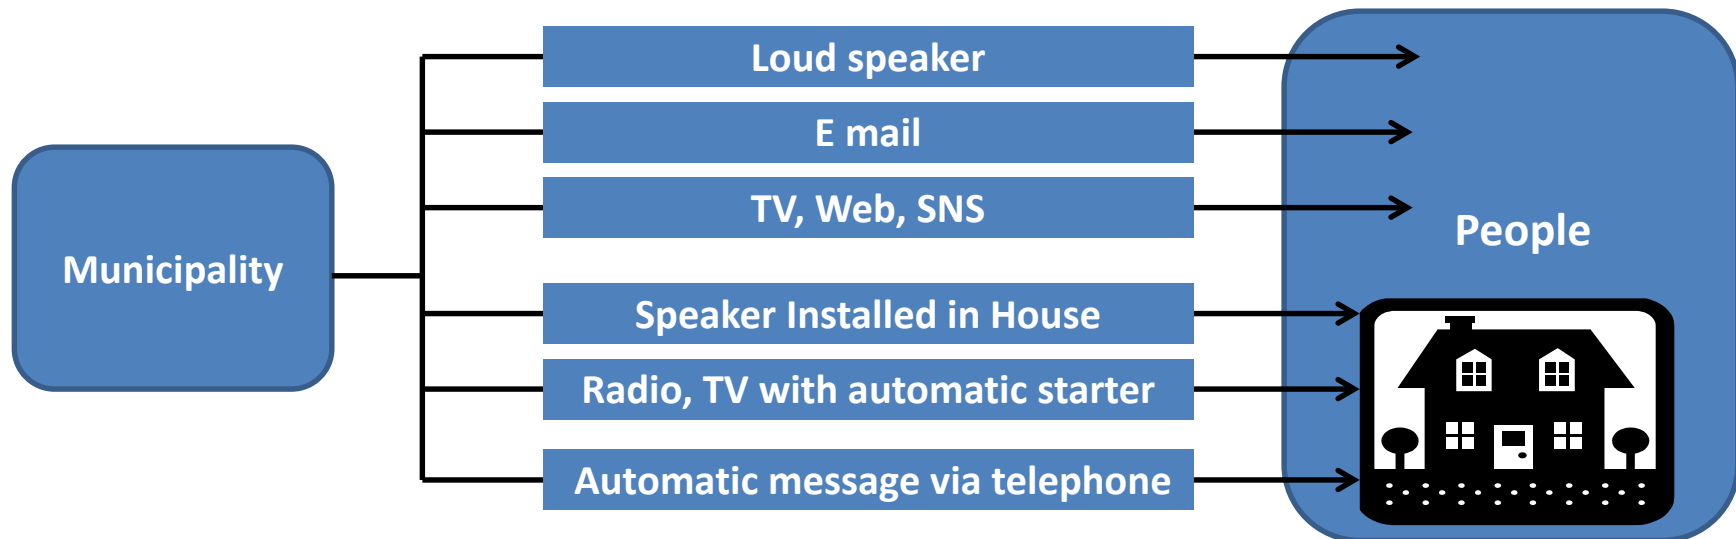 Loud speaker
E mail
TV, Web, SNS
Municipality
People
Speaker Installed in House
Radio, TV with automatic starter
Automatic message via telephone